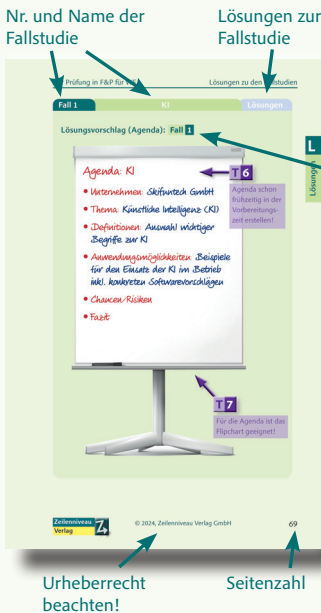 Nr. und Name der
Fallstudie
Lösungen zur
Fallstudie
Prüfung in F&P für
Lösungen zu den Fallstudien
Fall 1
KI
Lösungen
Lösungsvorschlag (Agenda): Fall 1
L
Lösungen
Agenda: KI
• Unternehmen: Skifuntech GmbH
• Thema: Künstliche Intelligenz (KI)
• Definitionen: Auswahl wichtiger
Begriffe zur KI
• Anwendungsmöglichkeiten: Beispiele
für den Einsatz der KI im Betrieb
inkl. konkreten Softwarevorschlägen
• Chancen/Risiken
• Fazit
T 6
Agenda schon
frühzeitig in der
Vorbereitungs-
zeit erstellen!
T 7
Für die Agenda ist das
Flipchart geeignet!
Zeilenniveau
Verlag
Z
© 2024, Zeilenniveau Verlag GmbH
69
Urheberrecht
beachten!
Seitenzahl